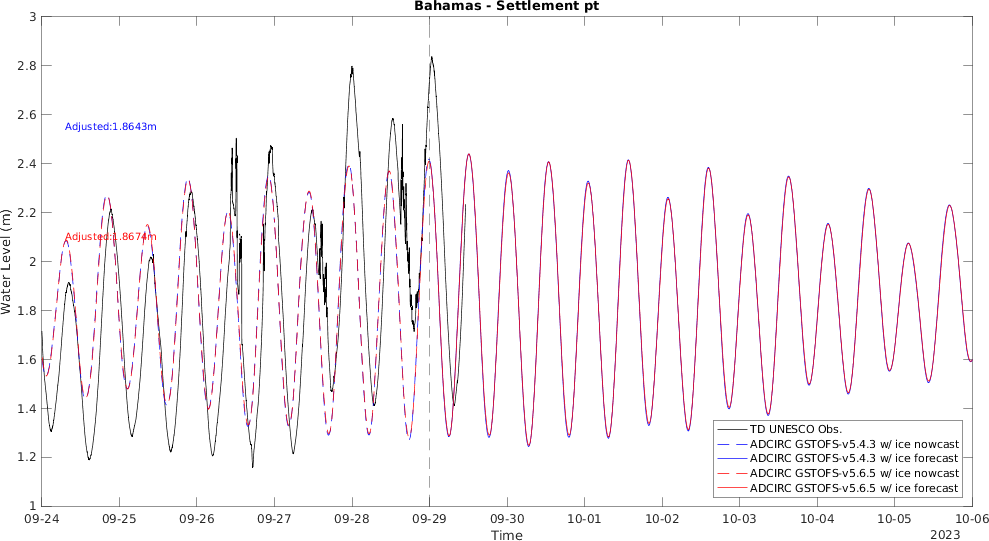 Bahamas - Settlement pt
Water Level (m)
3
2.8
2.6
2.4
2.2
2
1.8
1.6
1.4
1.2
1
Adjusted:1.8643m
Adjusted:1.8674m
TD UNESCO Obs.
ADCIRC GSTOFS-v5.4.3 w/ ice nowcast
ADCIRC GSTOFS-v5.4.3 w/ ice forecast
ADCIRC GSTOFS-v5.6.5 w/ ice nowcast
ADCIRC GSTOFS-v5.6.5 w/ ice forecast
09-24 09-25 09-26 09-27 09-28 09-29 09-30 10-01 10-02 10-03 10-04 10-05 10-06
Time
2023